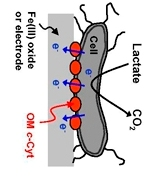 Lactate
CO2
Cell
e-
e-
e-
e-
OM c-Cyt
Fe(III) oxide
or electrode